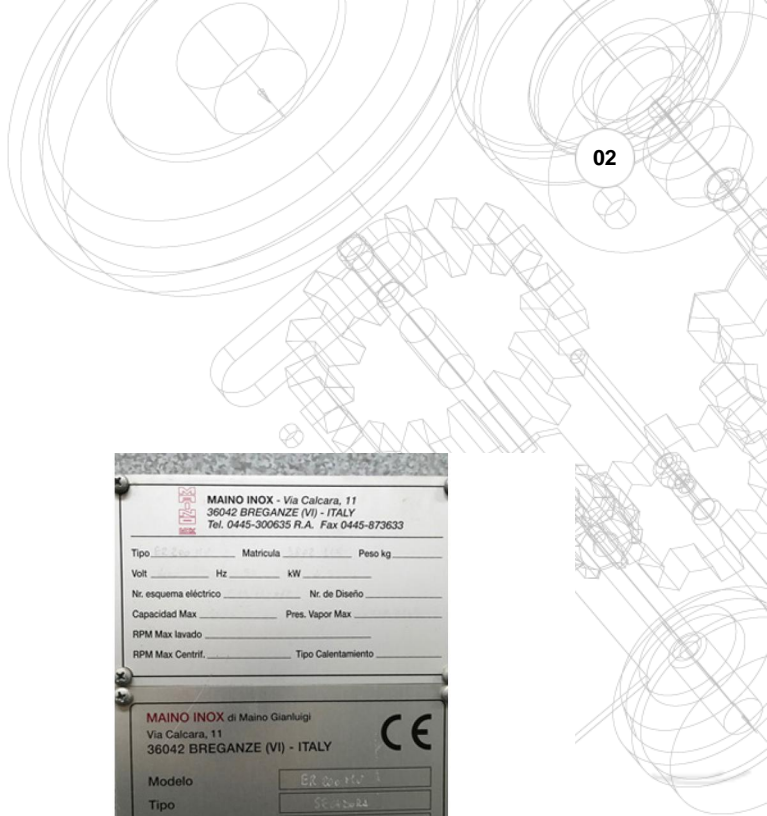 02
MAINO INOX
MAINO INOX - Via Calcara, 11
36042 BREGANZE (VI) - ITALY
Tel. 0445-300635 R.A. Fax 0445-873633
Tipo Matricula Peso kg
Volt Hz kW
Nr. esquema eléctrico Nr. de Diseño
Capacidad Max Pres. Vapor Max
RPM Max lavado
RPM Max Centrif. Tipo Calentamiento
MAINO INOX di Maino Gianluigi
Via Calcara, 11
36042 BREGANZE (VI) - ITALY
CE
Modelo
Tipo SECADORA